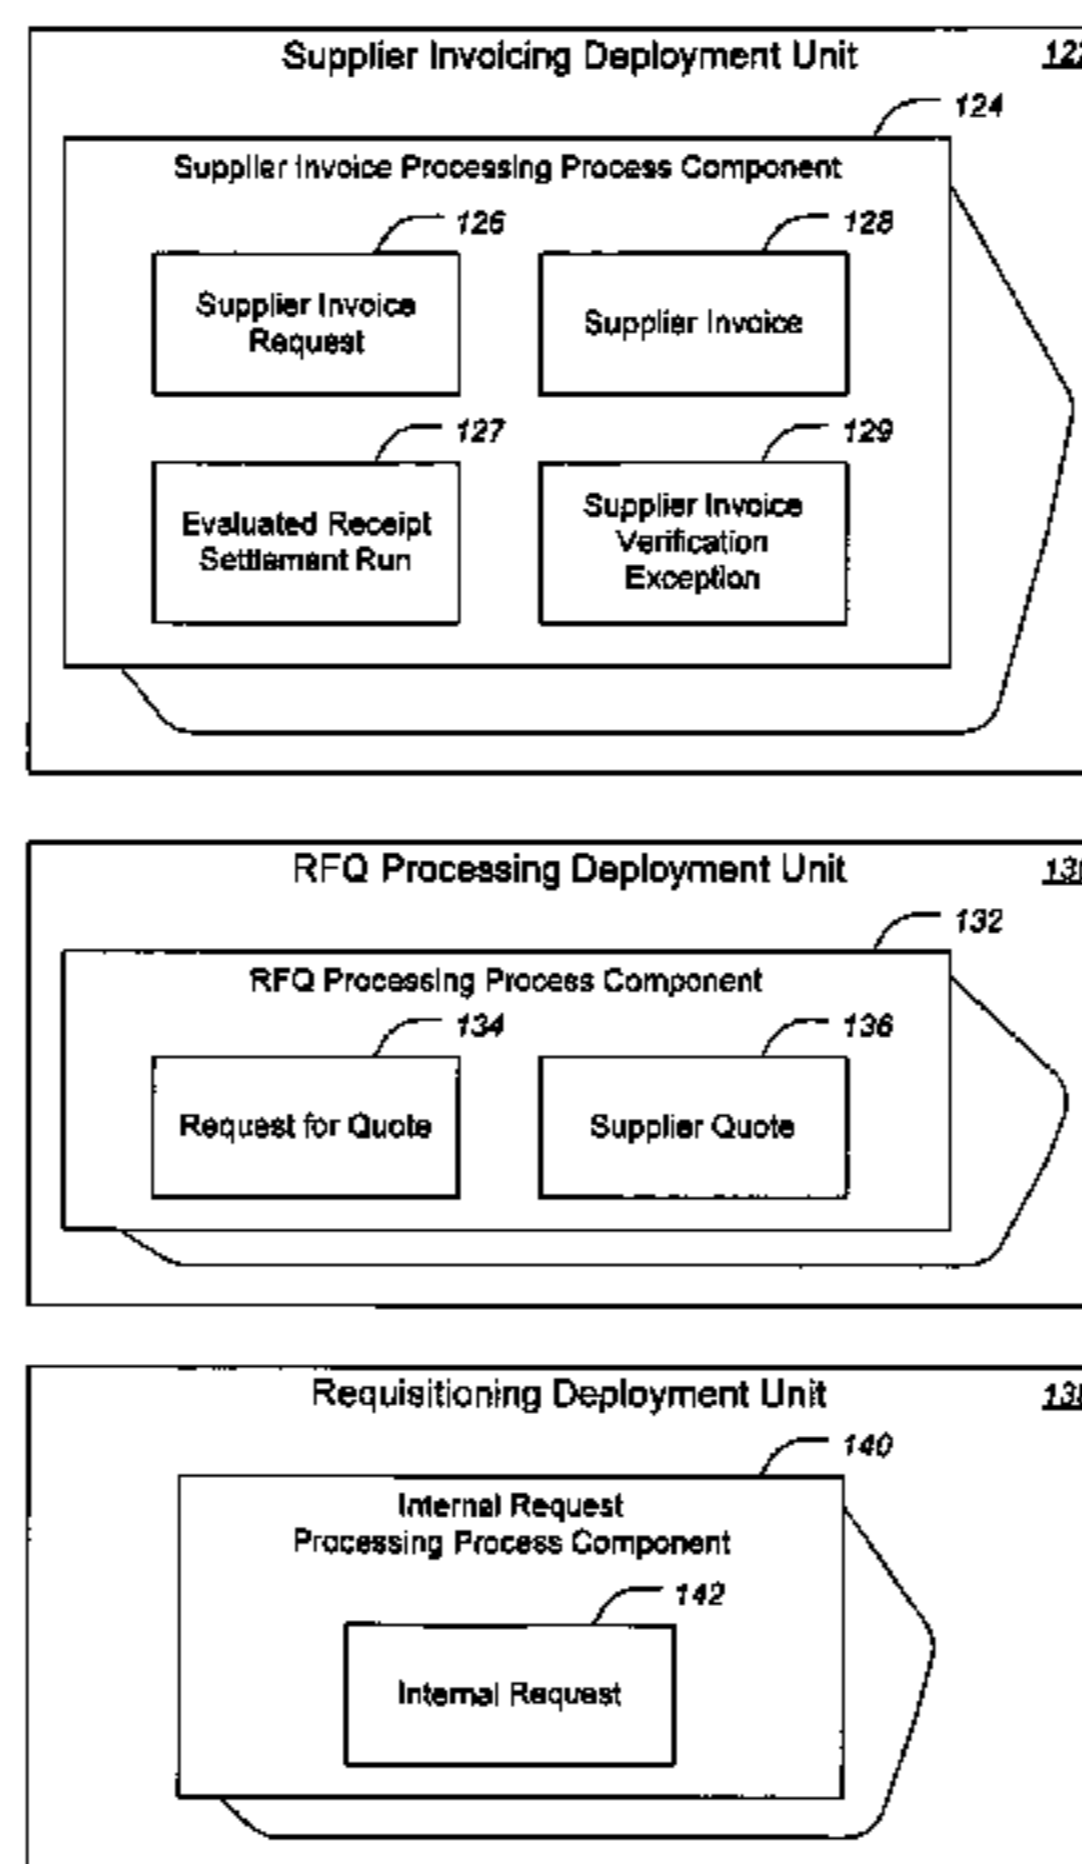 Supplier Invoicing Deployment Unit
124
Supplier Invoice Processing Process Component
126
128
Supplier Invoice
Request
Supplier Invoice
127
129
Evaluated Receipt
Settlement Run
Supplier Invoice
Verification
Exception
RFQ Processing Deployment Unit
132
RFQ Processing Process Component
134
136
Request for Quote
Supplier Quote
Requisitioning Deployment Unit
140
Internal Request
Processing Process Component
142
Internal Request